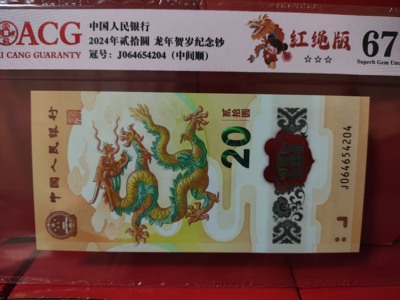 ACG
AI CANG GUARANTY
中国人民银行
2024年贰拾圆 龙年贺岁纪念钞
冠号：J064654204（中间顺）
红绳版
☆☆☆
67
Superb Gem Unc
中国人民银行
贰拾圆
20
J064654204